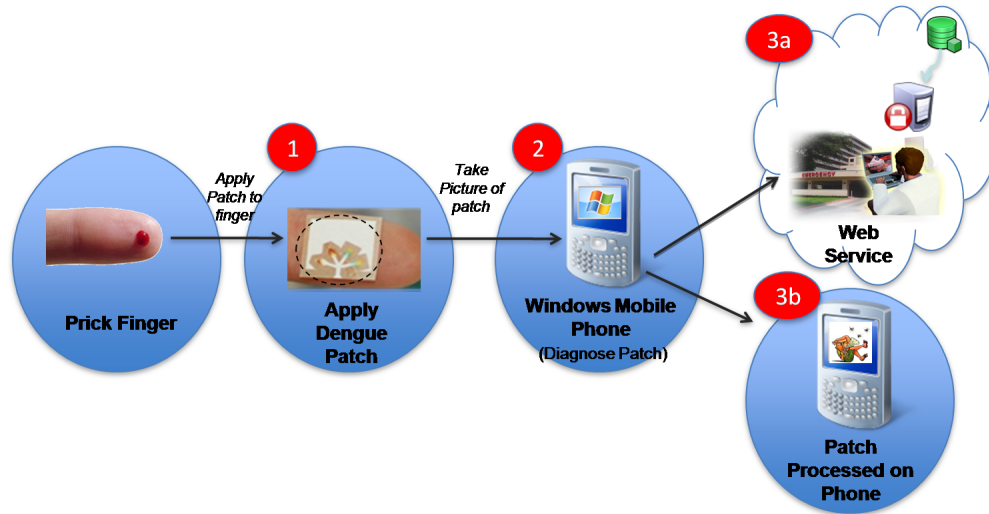 Prick Finger
Apply
Patch to
finger
1
Apply
Dengue
Patch
Take
Picture of
patch
2
Windows Mobile
Phone
(Diagnose Patch)
3a
EMERGENCY
Web
Service
3b
Patch
Processed on
Phone